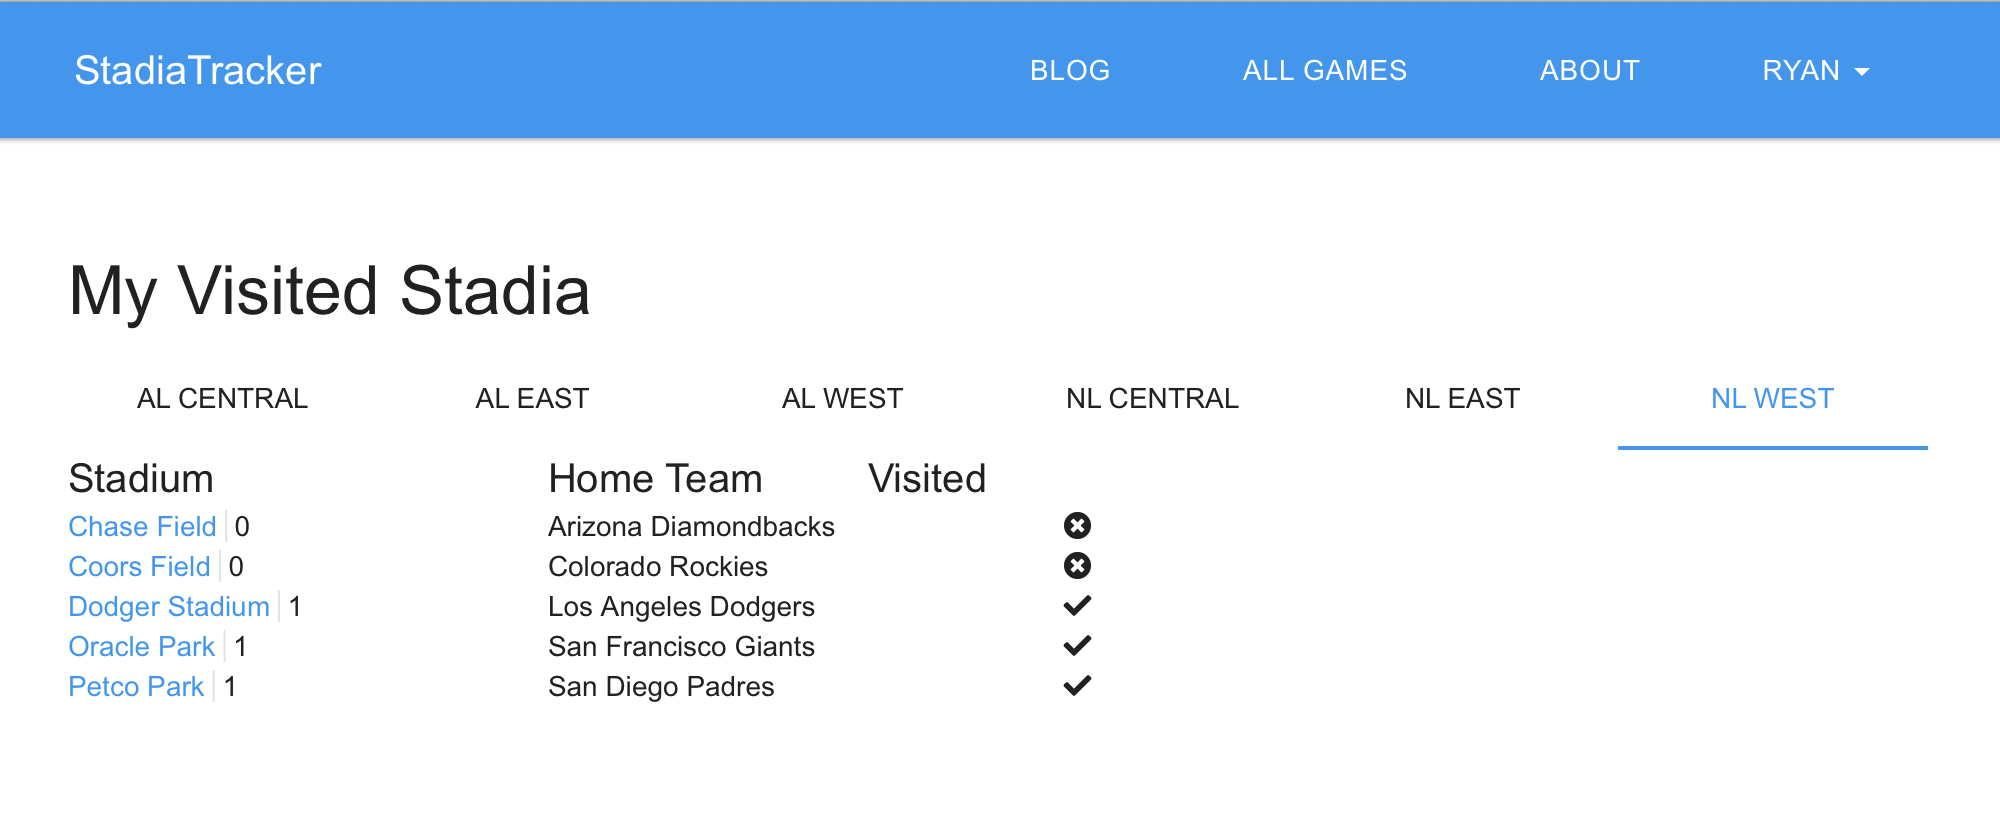 StadiaTracker BLOG ALL GAMES ABOUT RYAN
My Visited Stadia
AL CENTRAL AL EAST AL WEST NL CENTRAL NL EAST NL WEST
Stadium Home Team Visited
Chase Field 0 Arizona Diamondbacks
Coors Field 0 Colorado Rockies
Dodger Stadium 1 Los Angeles Dodgers
Oracle Park 1 San Francisco Giants
Petco Park 1 San Diego Padres